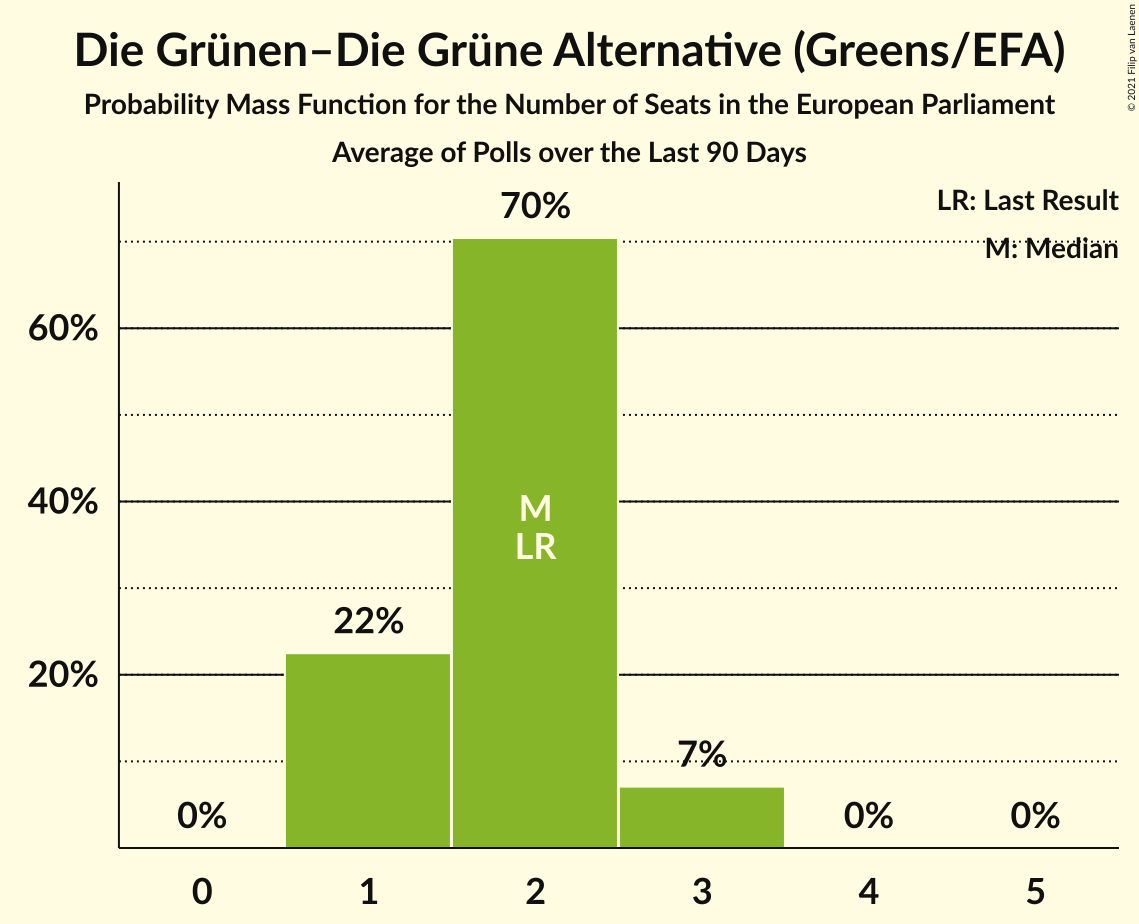 Die Grünen–Die Grüne Alternative (Greens/EFA)
Probability Mass Function for the Number of Seats in the European Parliament
Average of Polls over the Last 90 Days
© 2021 Filip van Laenen
LR: Last Result
M: Median
70%
60%
40%
M
LR
22%
20%
7%
0%
0%
0%
0
1
2
3
4
5